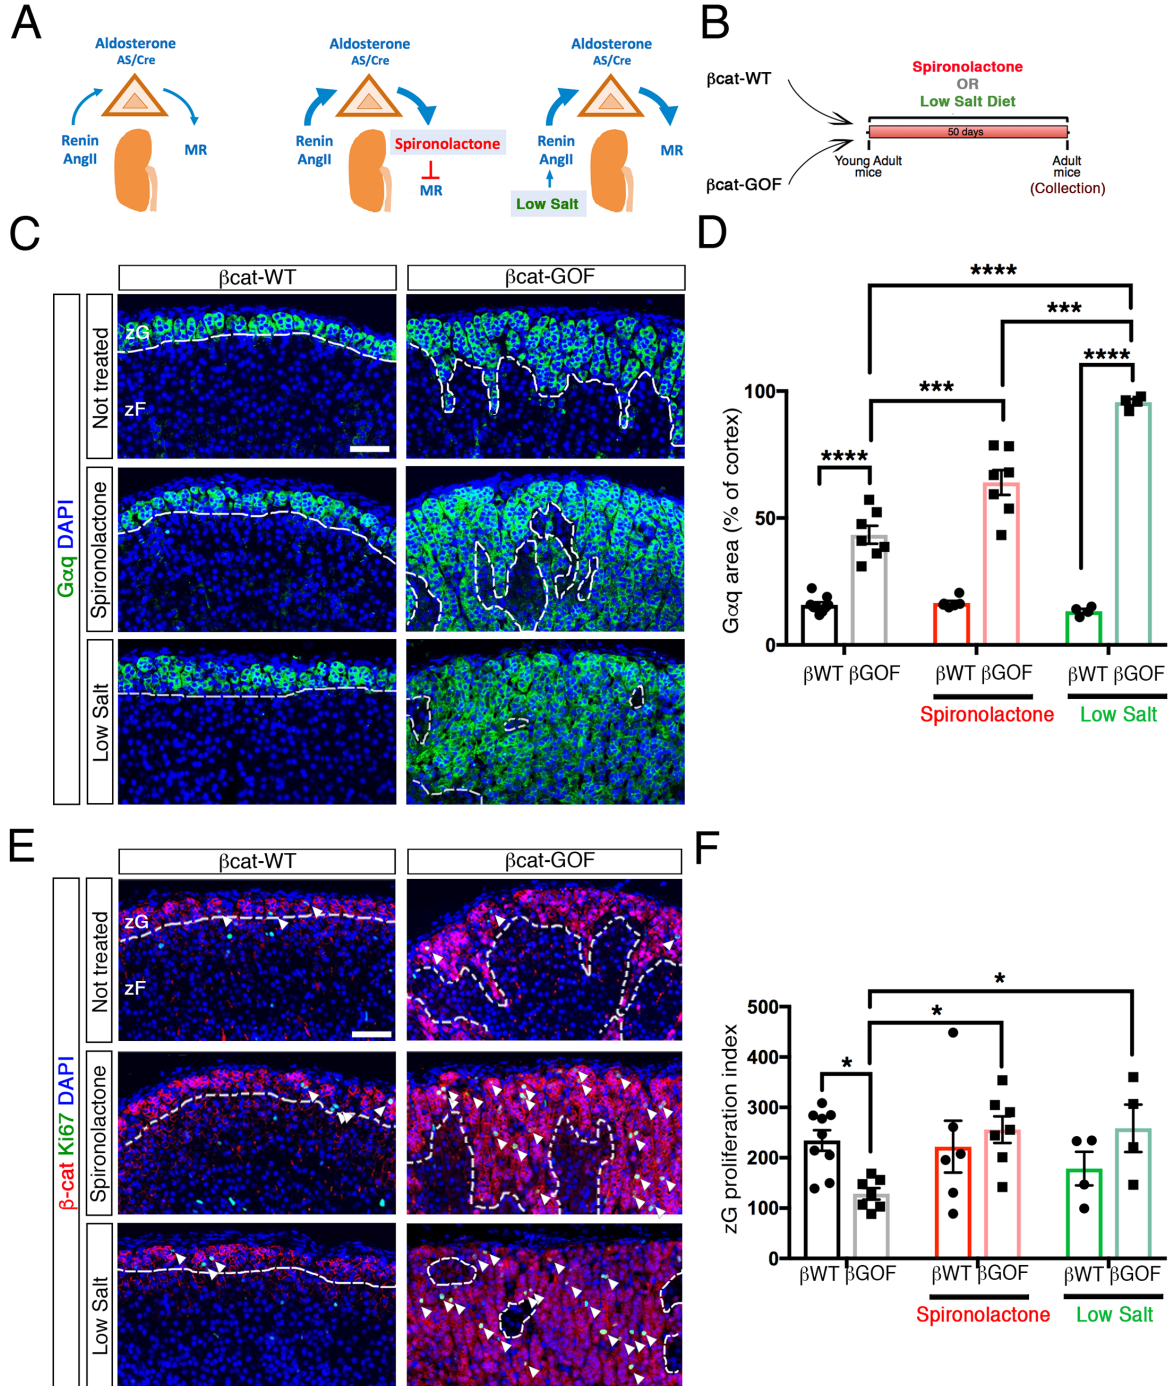 A
Aldosterone
AS/Cre
Renin
AngII
MR
Aldosterone
AS/Cre
Renin
AngII
Spironolactone
MR
Aldosterone
AS/Cre
Renin
AngII
MR
Low Salt
B
βcat-WT
βcat-GOF
Spironolactone
OR
Low Salt Diet
50 days
Young Adult
mice
Adult
mice
(Collection)
C
βcat-WT
βcat-GOF
Gαq DAPI
Not treated
zG
zF
Spironolactone
Low Salt
D
****
***
****
***
****
Gαq area (% of cortex)
100
50
0
βWT βGOF
βWT βGOF
βWT βGOF
Spironolactone
Low Salt
E
βcat-WT
βcat-GOF
β-cat Ki67 DAPI
Not treated
zG
zF
Spiironolactone
Low Salt
F
*
*
*
zG proliferation index
500
400
300
200
100
0
βWT βGOF
βWT βGOF
βWT βGOF
Spironolactone
Low Salt